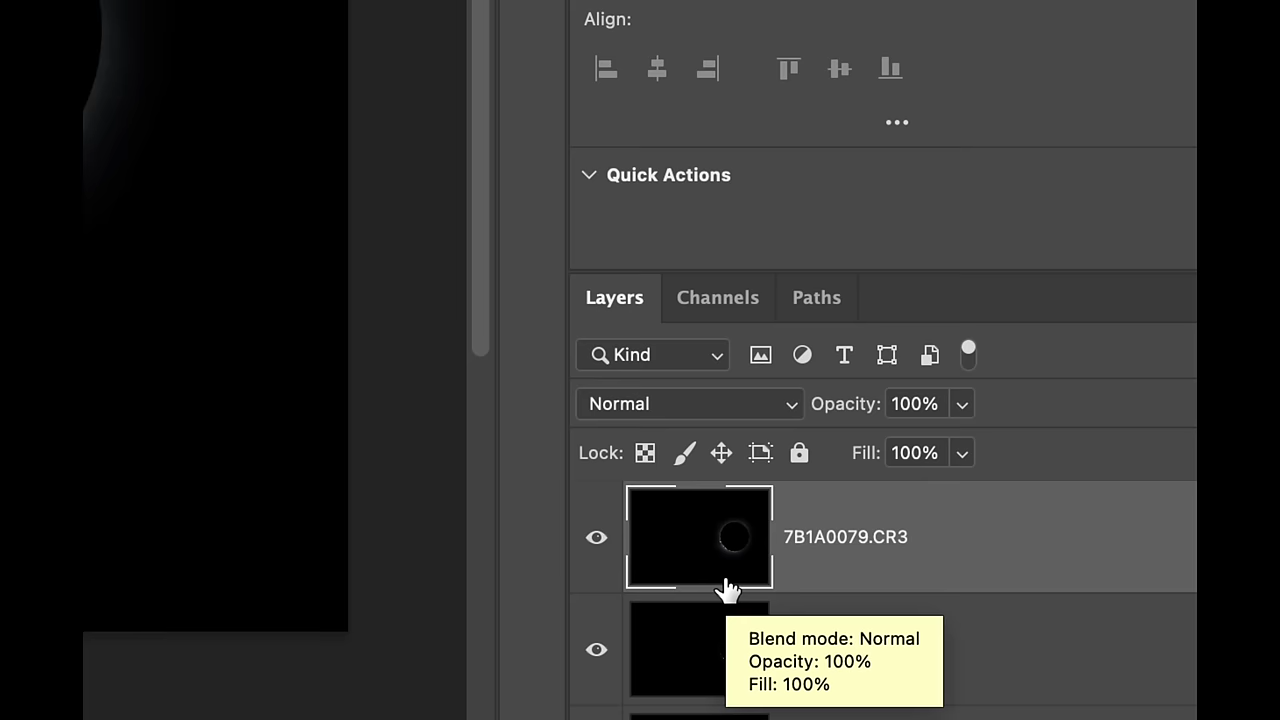 Align:
Quick Actions
Layers Channels Paths
Kind
Normal Opacity: 100%
Lock: Fill: 100%
7B1A0079.CR3
Blend mode: Normal
Opacity: 100%
Fill: 100%